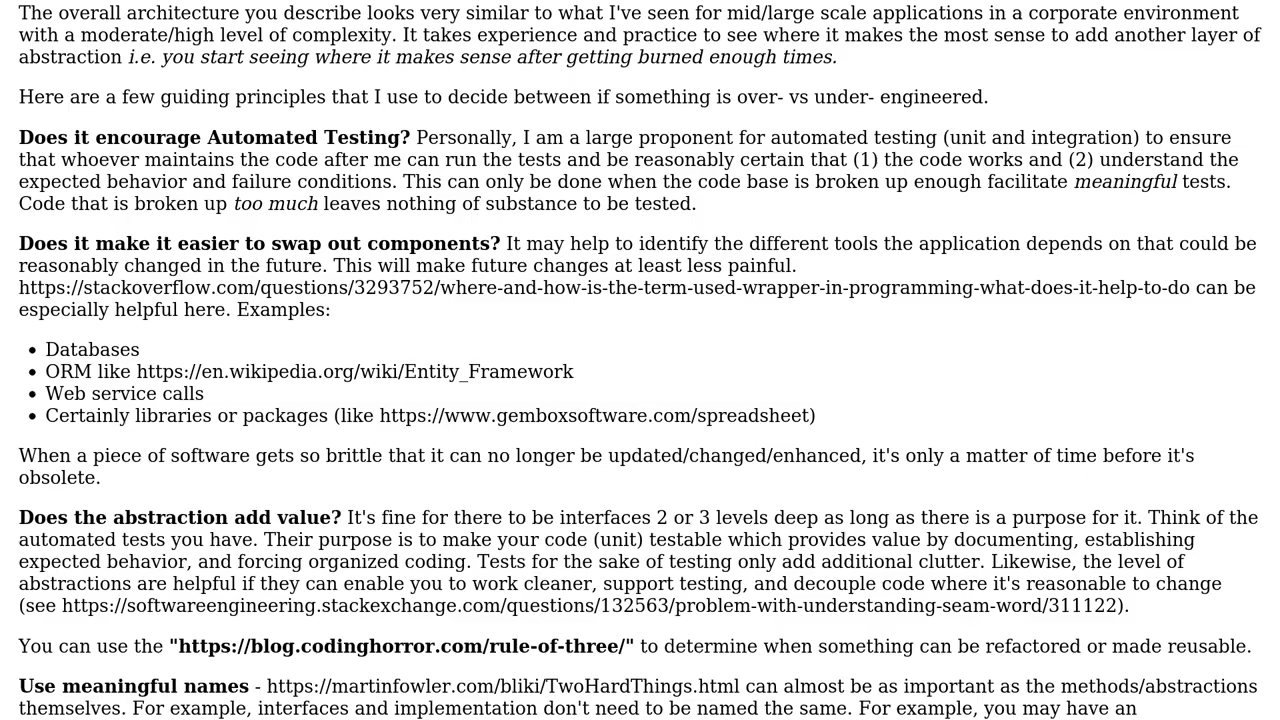 The overall architecture you describe looks very similar to what I've seen for mid/large scale applications in a corporate environment
with a moderate/high level of complexity. It takes experience and practice to see where it makes the most sense to add another layer of
abstraction i.e. you start seeing where it makes sense after getting burned enough times.
Here are a few guiding principles that I use to decide between if something is over- vs under- engineered.
Does it encourage Automated Testing? Personally, I am a large proponent for automated testing (unit and integration) to ensure
that whoever maintains the code after me can run the tests and be reasonably certain that (1) the code works and (2) understand the
expected behavior and failure conditions. This can only be done when the code base is broken up enough facilitate meaningful tests.
Code that is broken up too much leaves nothing of substance to be tested.
Does it make it easier to swap out components? It may help to identify the different tools the application depends on that could be
reasonably changed in the future. This will make future changes at least less painful.
https://stackoverflow.com/questions/3293752/where-and-how-is-the-term-used-wrapper-in-programming-what-does-it-help-to-do can be
especially helpful here. Examples:
• Databases
• ORM like https://en.wikipedia.org/wiki/Entity_Framework
• Web service calls
• Certainly libraries or packages (like https://www.gemboxsoftware.com/spreadsheet)
When a piece of software gets so brittle that it can no longer be updated/changed/enhanced, it's only a matter of time before it's
obsolete.
Does the abstraction add value? It's fine for there to be interfaces 2 or 3 levels deep as long as there is a purpose for it. Think of the
automated tests you have. Their purpose is to make your code (unit) testable which provides value by documenting, establishing
expected behavior, and forcing organized coding. Tests for the sake of testing only add additional clutter. Likewise, the level of
abstractions are helpful if they can enable you to work cleaner, support testing, and decouple code where it's reasonable to change
(see https://softwareengineering.stackexchange.com/questions/132563/problem-with-understanding-seam-word/311122).
You can use the "https://blog.codinghorror.com/rule-of-three/" to determine when something can be refactored or made reusable.
Use meaningful names - https://martinfowler.com/bliki/TwoHardThings.html can almost be as important as the methods/abstractions
themselves. For example, interfaces and implementation don't need to be named the same. For example, you may have an